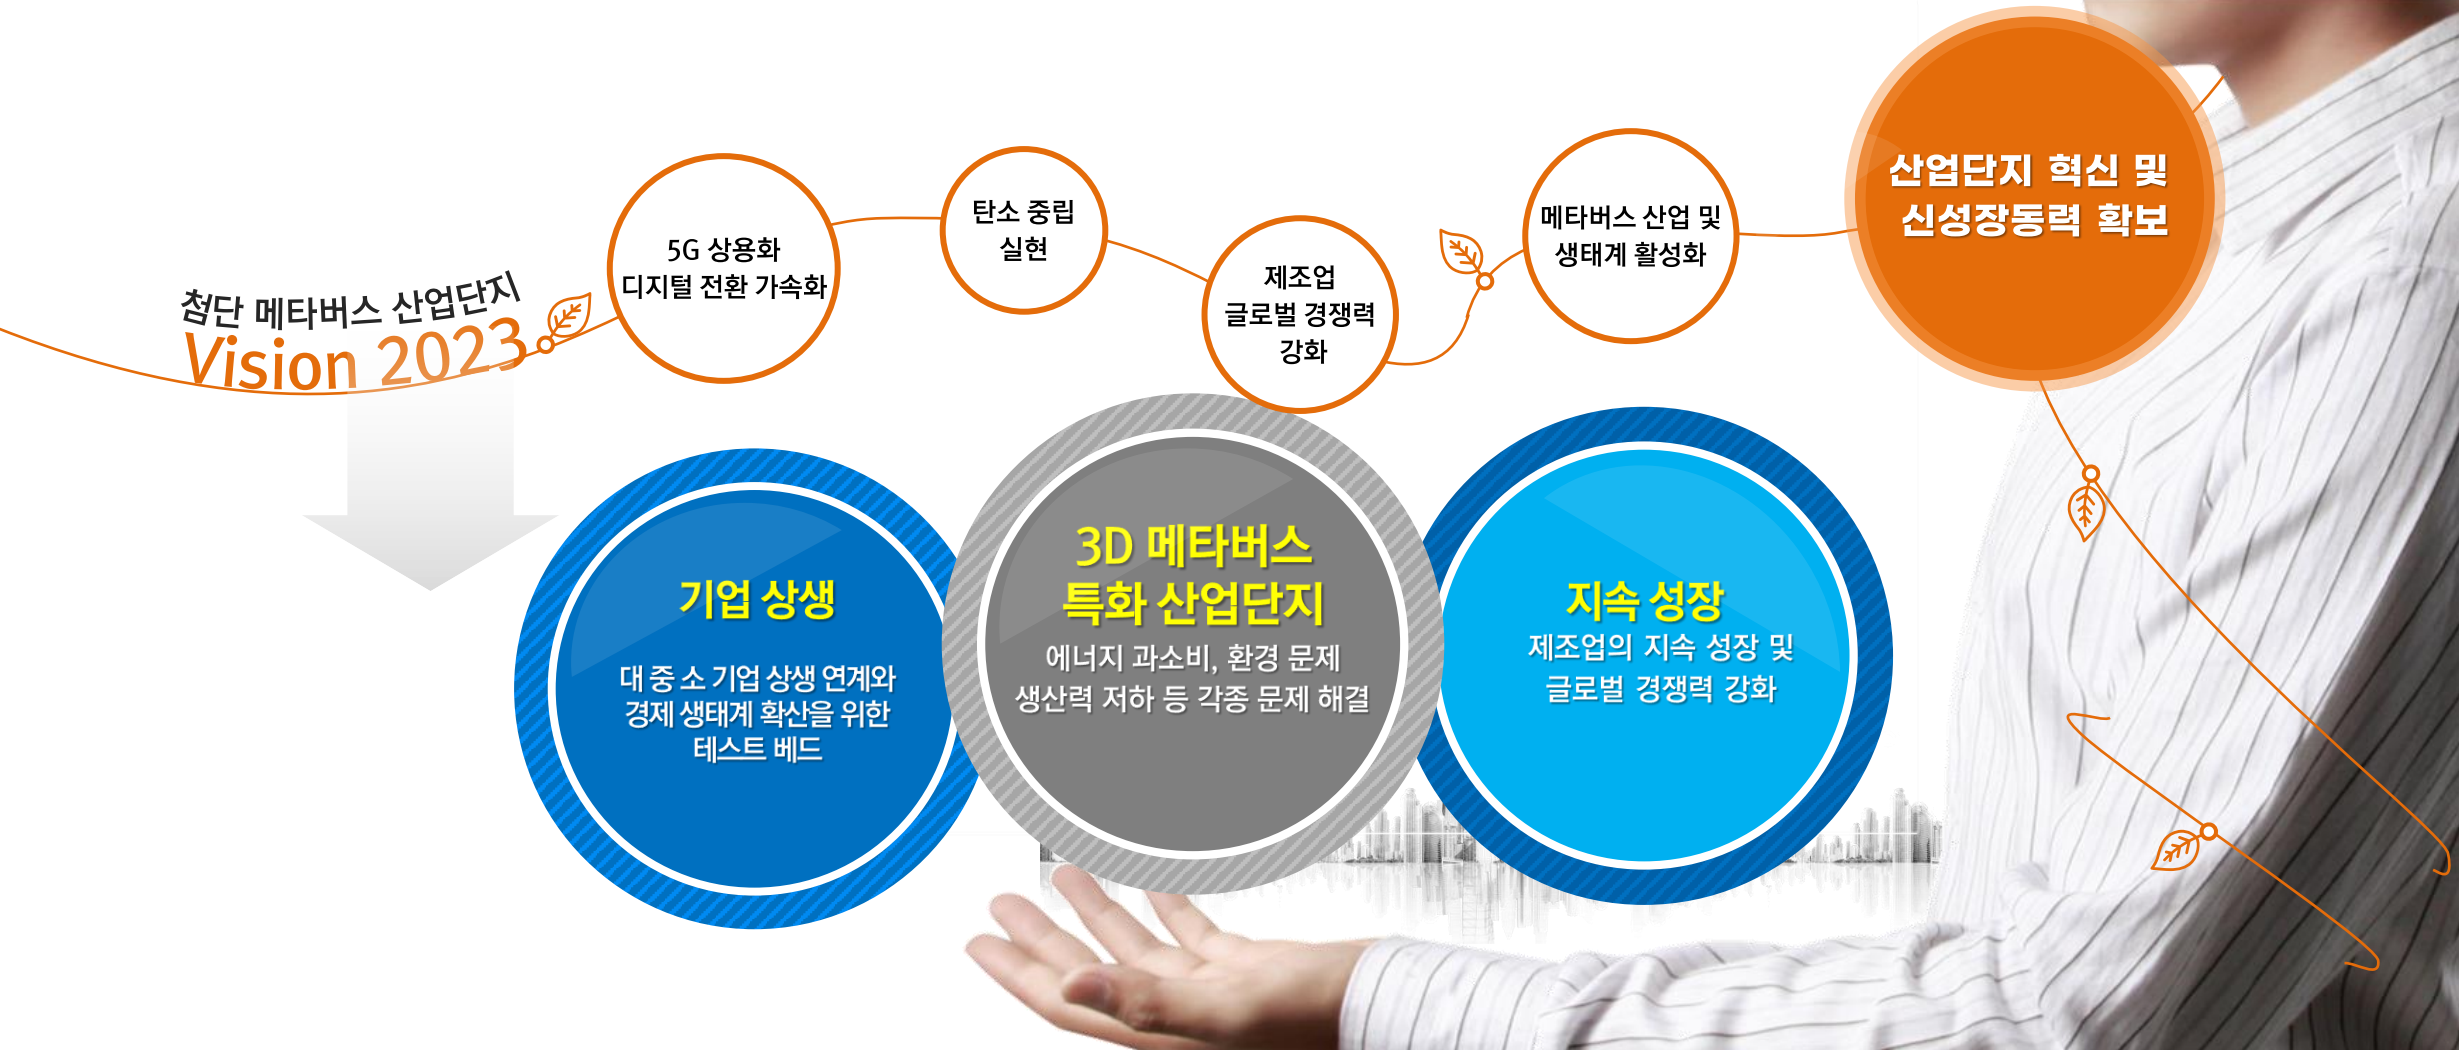 첨단 메타버스 산업단지
Vision 2023
5G 상용화
디지털 전환 가속화
탄소 중립
실현
제조업
글로벌 경쟁력
강화
메타버스 산업 및
생태계 활성화
산업단지 혁신 및
신성장동력 확보
기업 상생
대 중 소 기업 상생 연계와
경제 생태계 확산을 위한
테스트 베드
3D 메타버스
특화 산업단지
에너지 과소비, 환경 문제
생산력 저하 등 각종 문제 해결
지속 성장
제조업의 지속 성장 및
글로벌 경쟁력 강화